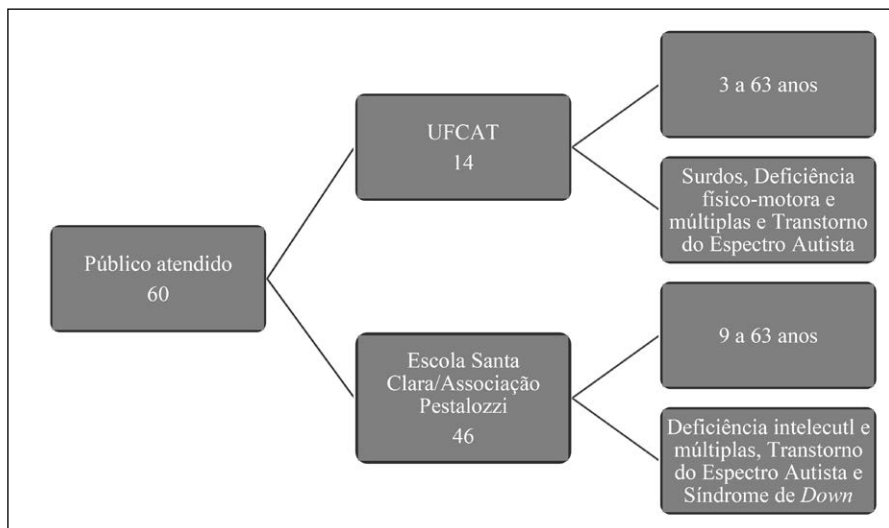 Público atendido
60
UFCAT
14
3 a 63 anos
Surdos, Deficiência
físico-motora e
múltiplas e Transtorno
do Espectro Autista
Escola Santa
Clara/Associação
Pestalozzi
46
9 a 63 anos
Deficiência intelecutl e
múltiplas, Transtorno
do Espectro Autista e
Síndrome de Down